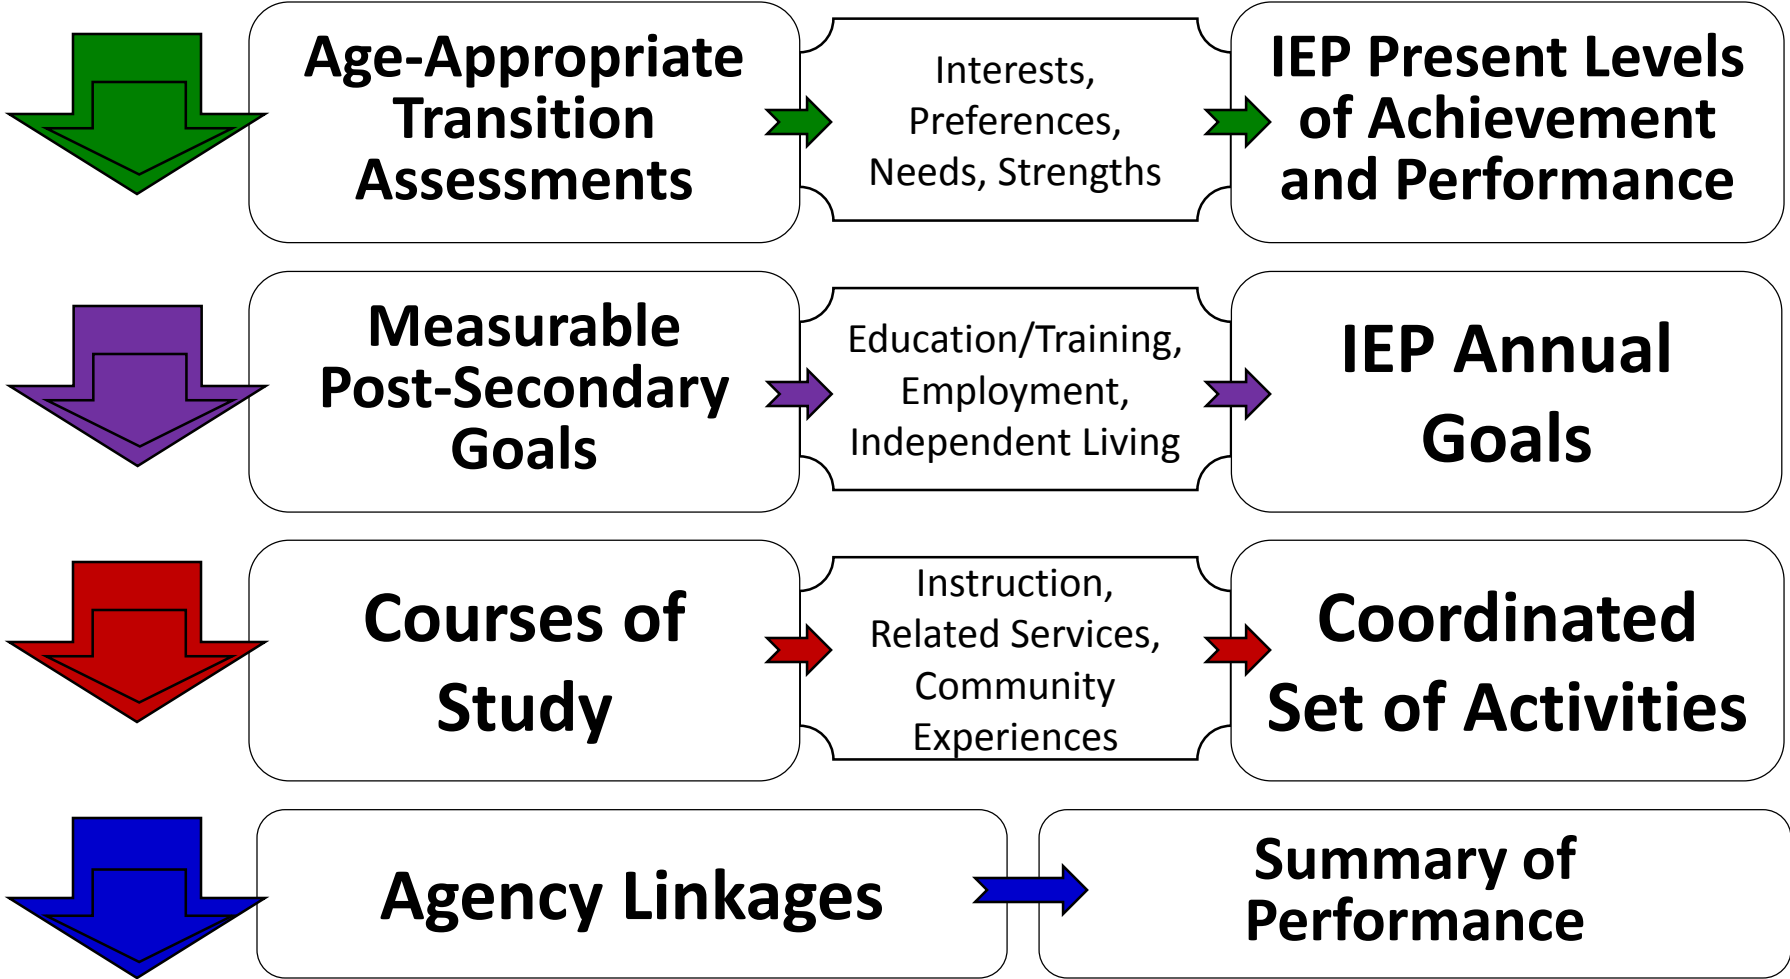 Age-Appropriate
Transition
Assessments
Interests,
Preferences,
Needs, Strengths
IEP Present Levels
of Achievement
and Performance
Measurable
Post-Secondary
Goals
Education/Training,
Employment,
Independent Living
IEP Annual
Goals
Courses of
Study
Instruction,
Related Services,
Community
Experiences
Coordinated
Set of Activities
Agency Linkages
Summary of
Performance